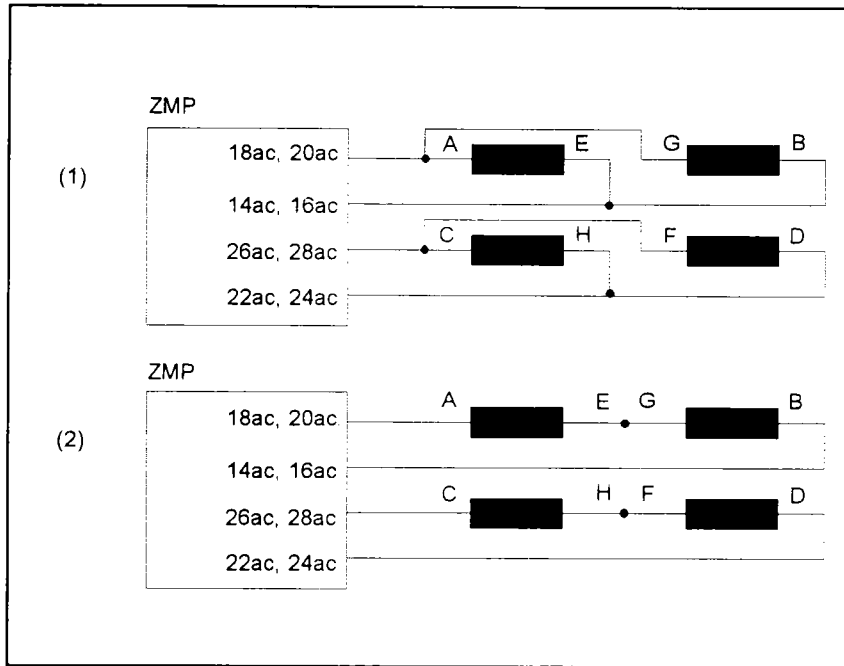 ZMP
(1)
18ac, 20ac
A E G B
14ac, 16ac
26ac, 28ac
C H F D
22ac, 24ac
ZMP
(2)
18ac, 20ac
A E G B
14ac, 16ac
26ac, 28ac
C H F D
22ac, 24ac